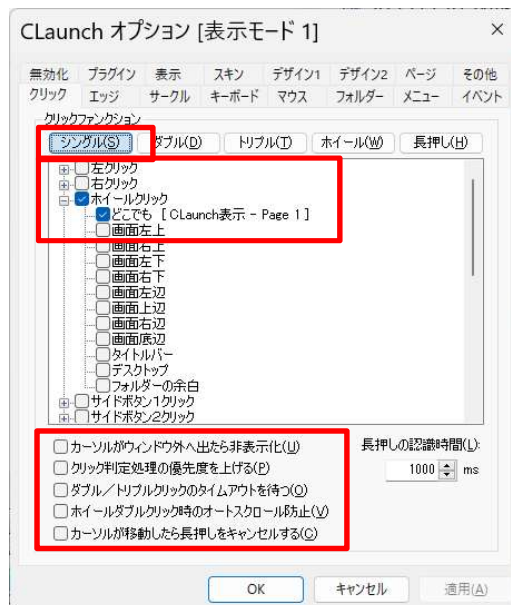 CLaunch オプション [表示モード 1]
無効化 プラグイン 表示 スキン デザイン1 デザイン2 ページ その他
クリック エッジ サークル キーボード マウス フォルダー メニュー イベント
クリックファンクション
シングル(S) ダブル(D) トリプル(T) ホイール(W) 長押し(H)
左クリック
右クリック
ホイールクリック
どこでも [ CLaunch表示 - Page 1 ]
画面左上
画面右上
画面左下
画面右下
画面左辺
画面上辺
画面右辺
画面底辺
タイトルバー
デスクトップ
フォルダーの余白
サイドボタン1クリック
サイドボタン2クリック
カーソルがウィンドウ外へ出たら非表示化(U)
クリック判定処理の優先度を上げる(P)
ダブル／トリプルクリックのタイムアウトを待つ(O)
ホイールダブルクリック時のオートスクロール防止(V)
カーソルが移動したら長押しをキャンセルする(C)
長押しの認識時間(L):
1000 ms
OK キャンセル 適用(A)